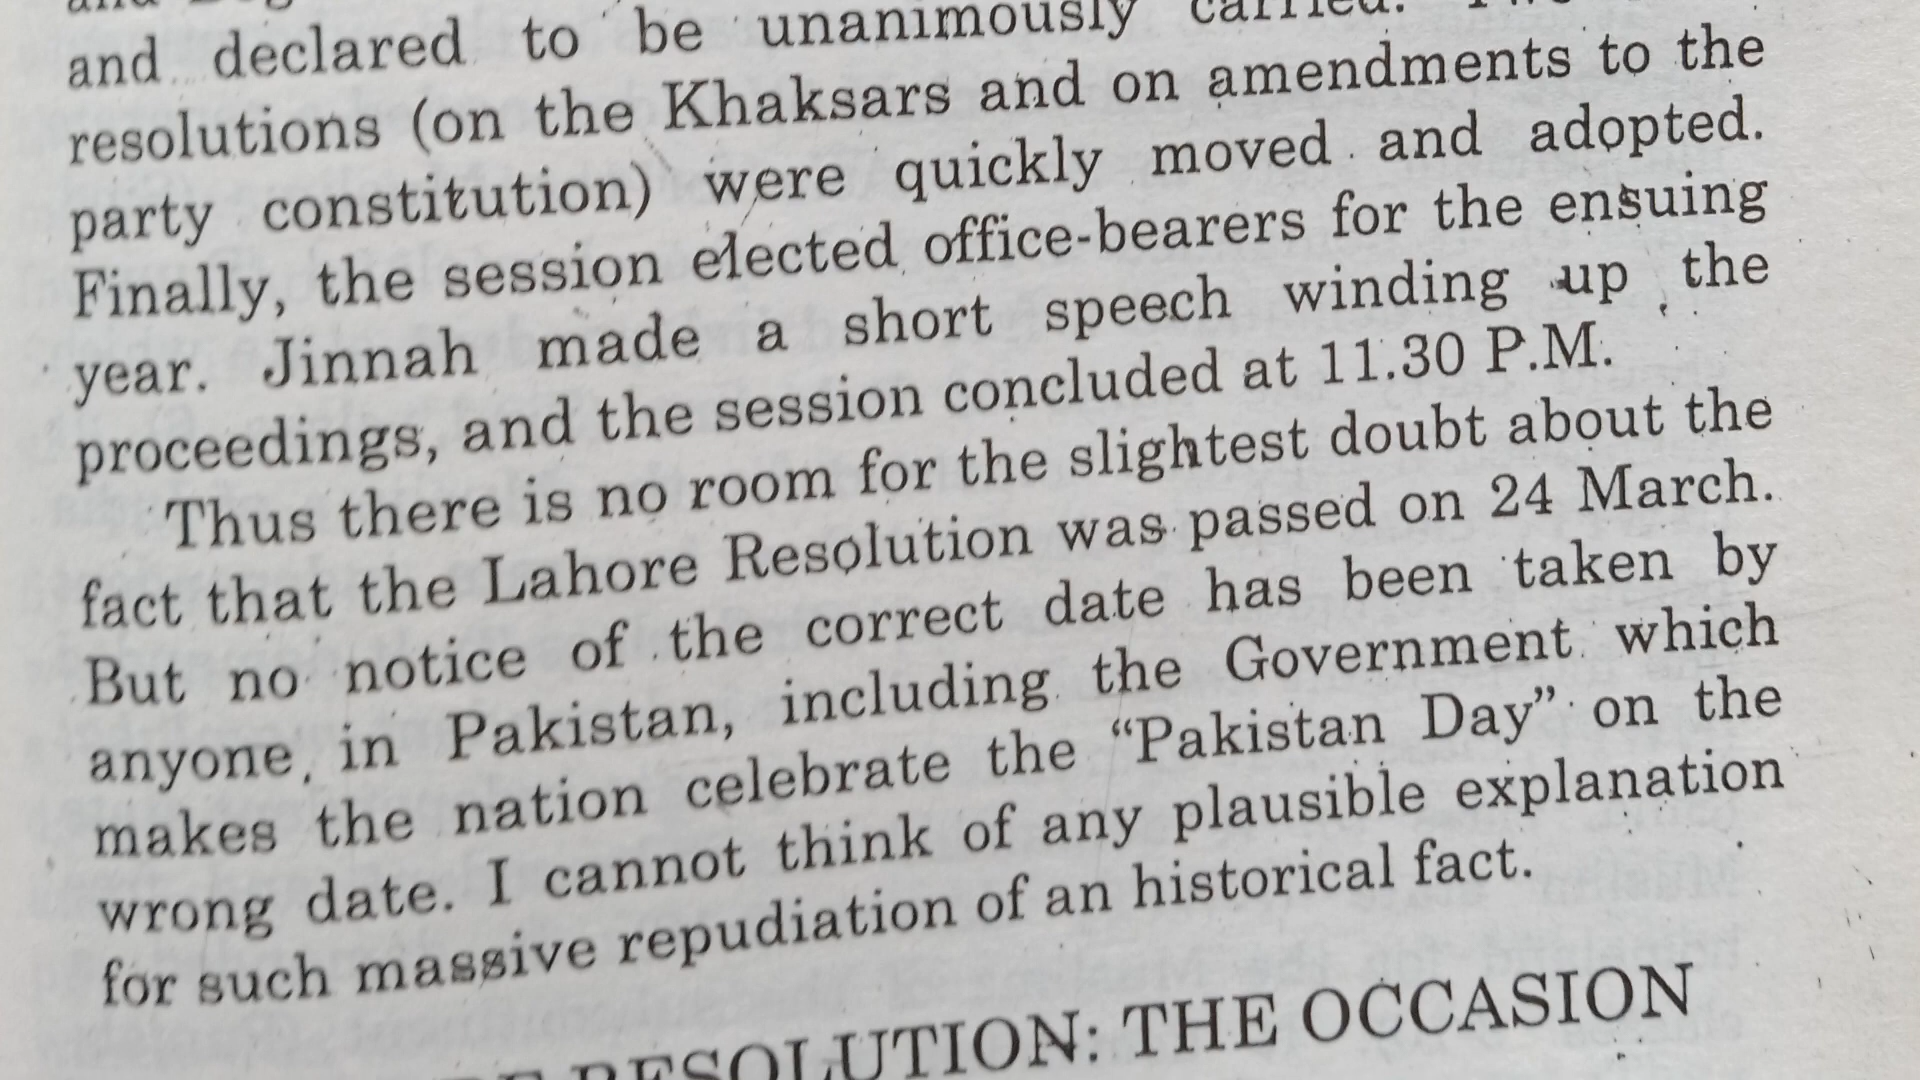 and declared to be unanimously carried.
resolutions (on the Khaksars and on amendments to the
party constitution) were quickly moved and adopted.
Finally, the session elected office-bearers for the ensuing
year. Jinnah made a short speech winding up the
proceedings, and the session concluded at 11.30 P.M.
Thus there is no room for the slightest doubt about the
fact that the Lahore Resolution was passed on 24 March.
But no notice of the correct date has been taken by
anyone in Pakistan, including the Government which
makes the nation celebrate the “Pakistan Day” on the
wrong date. I cannot think of any plausible explanation
for such massive repudiation of an historical fact.
RESOLUTION: THE OCCASION